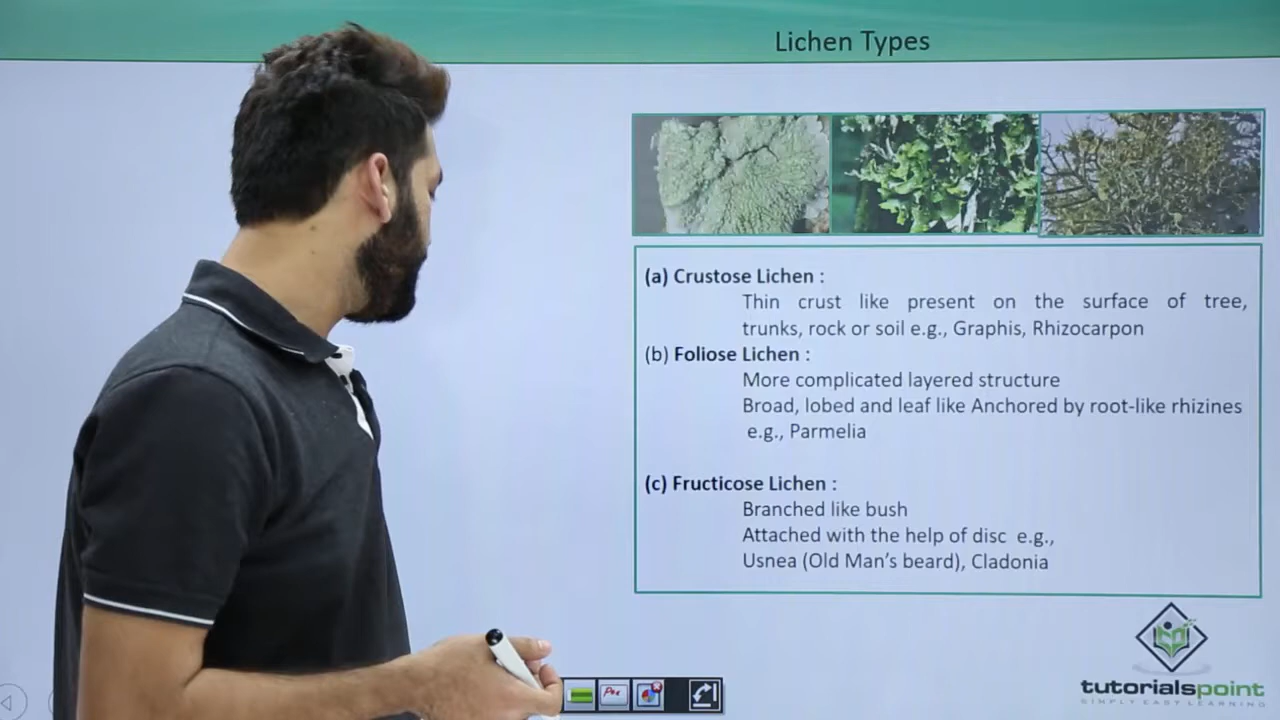 Lichen Types
(a) Crustose Lichen :
Thin crust like present on the surface of tree,
trunks, rock or soil e.g., Graphis, Rhizocarpon
(b) Foliose Lichen :
More complicated layered structure
Broad, lobed and leaf like Anchored by root-like rhizines
e.g., Parmelia
(c) Fructicose Lichen :
Branched like bush
Attached with the help of disc e.g.,
Usnea (Old Man's beard), Cladonia
Pen
tutorialspoint
SIMPLY EASY LEARNING